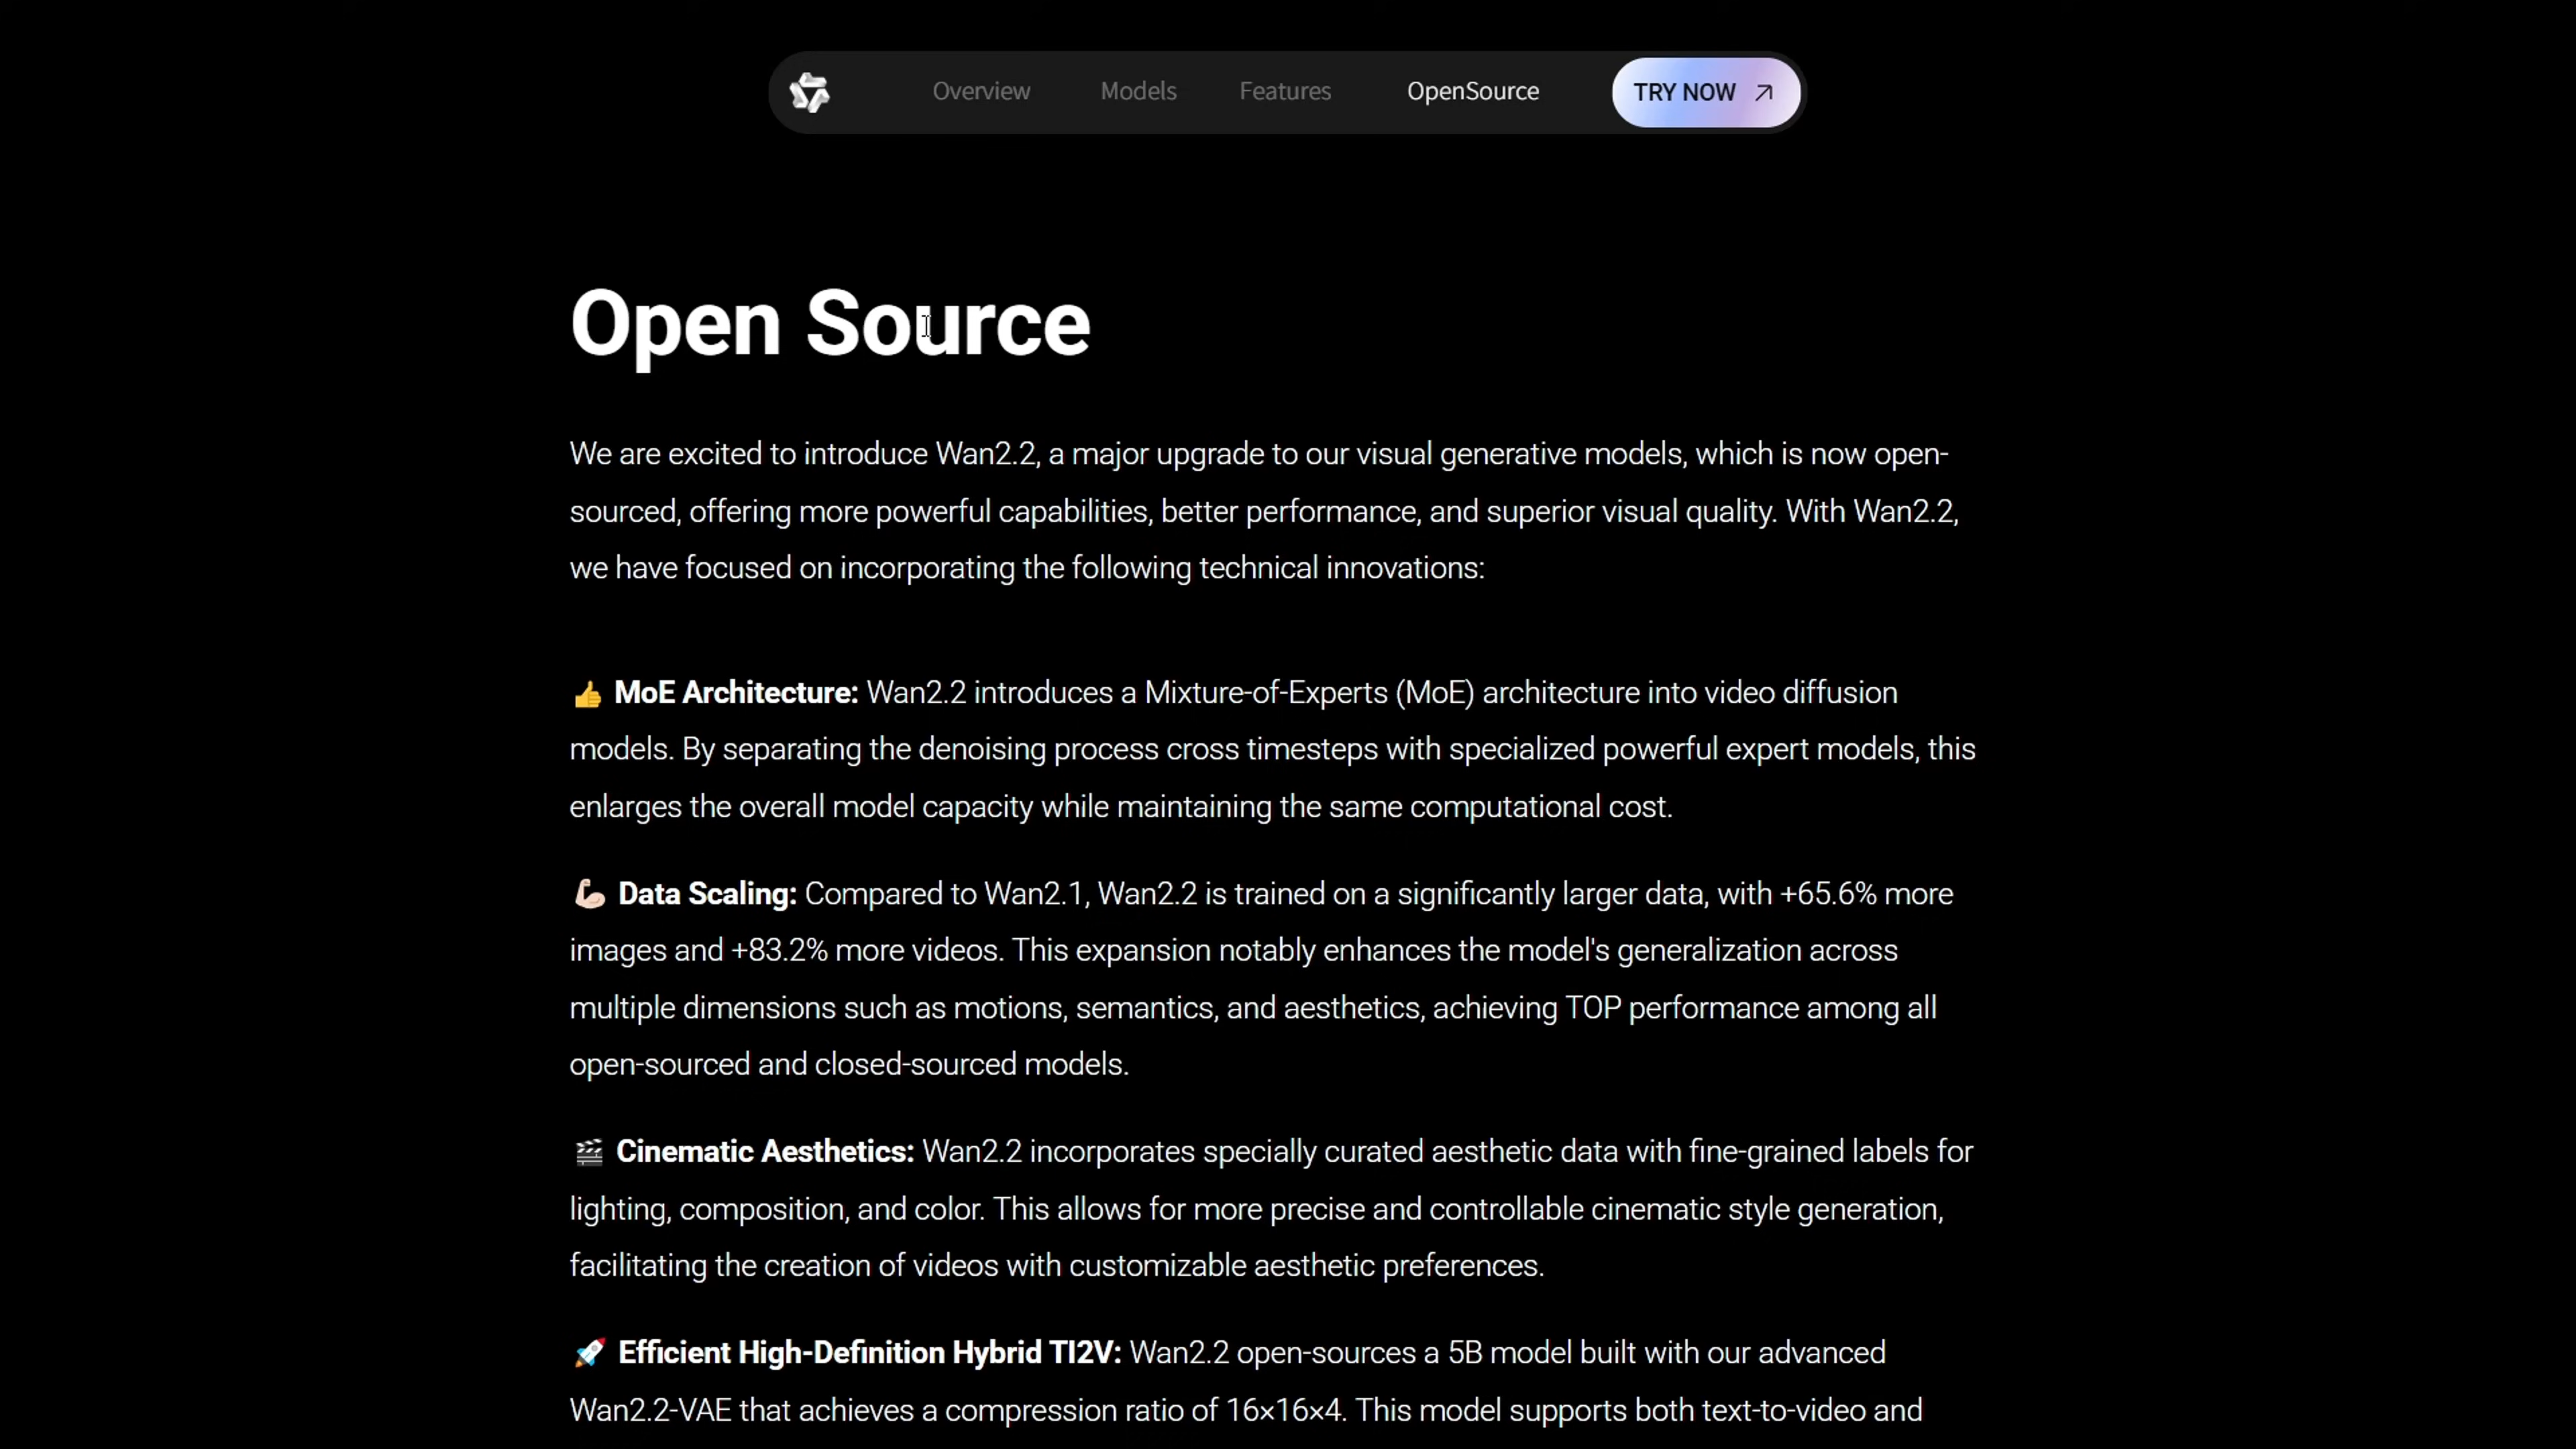 Overview Models Features OpenSource TRY NOW
Open Source
We are excited to introduce Wan2.2, a major upgrade to our visual generative models, which is now open-
sourced, offering more powerful capabilities, better performance, and superior visual quality. With Wan2.2,
we have focused on incorporating the following technical innovations:
👍 MoE Architecture: Wan2.2 introduces a Mixture-of-Experts (MoE) architecture into video diffusion
models. By separating the denoising process cross timesteps with specialized powerful expert models, this
enlarges the overall model capacity while maintaining the same computational cost.
💪🏻 Data Scaling: Compared to Wan2.1, Wan2.2 is trained on a significantly larger data, with +65.6% more
images and +83.2% more videos. This expansion notably enhances the model's generalization across
multiple dimensions such as motions, semantics, and aesthetics, achieving TOP performance among all
open-sourced and closed-sourced models.
🎬 Cinematic Aesthetics: Wan2.2 incorporates specially curated aesthetic data with fine-grained labels for
lighting, composition, and color. This allows for more precise and controllable cinematic style generation,
facilitating the creation of videos with customizable aesthetic preferences.
🚀 Efficient High-Definition Hybrid TI2V: Wan2.2 open-sources a 5B model built with our advanced
Wan2.2-VAE that achieves a compression ratio of 16×16×4. This model supports both text-to-video and